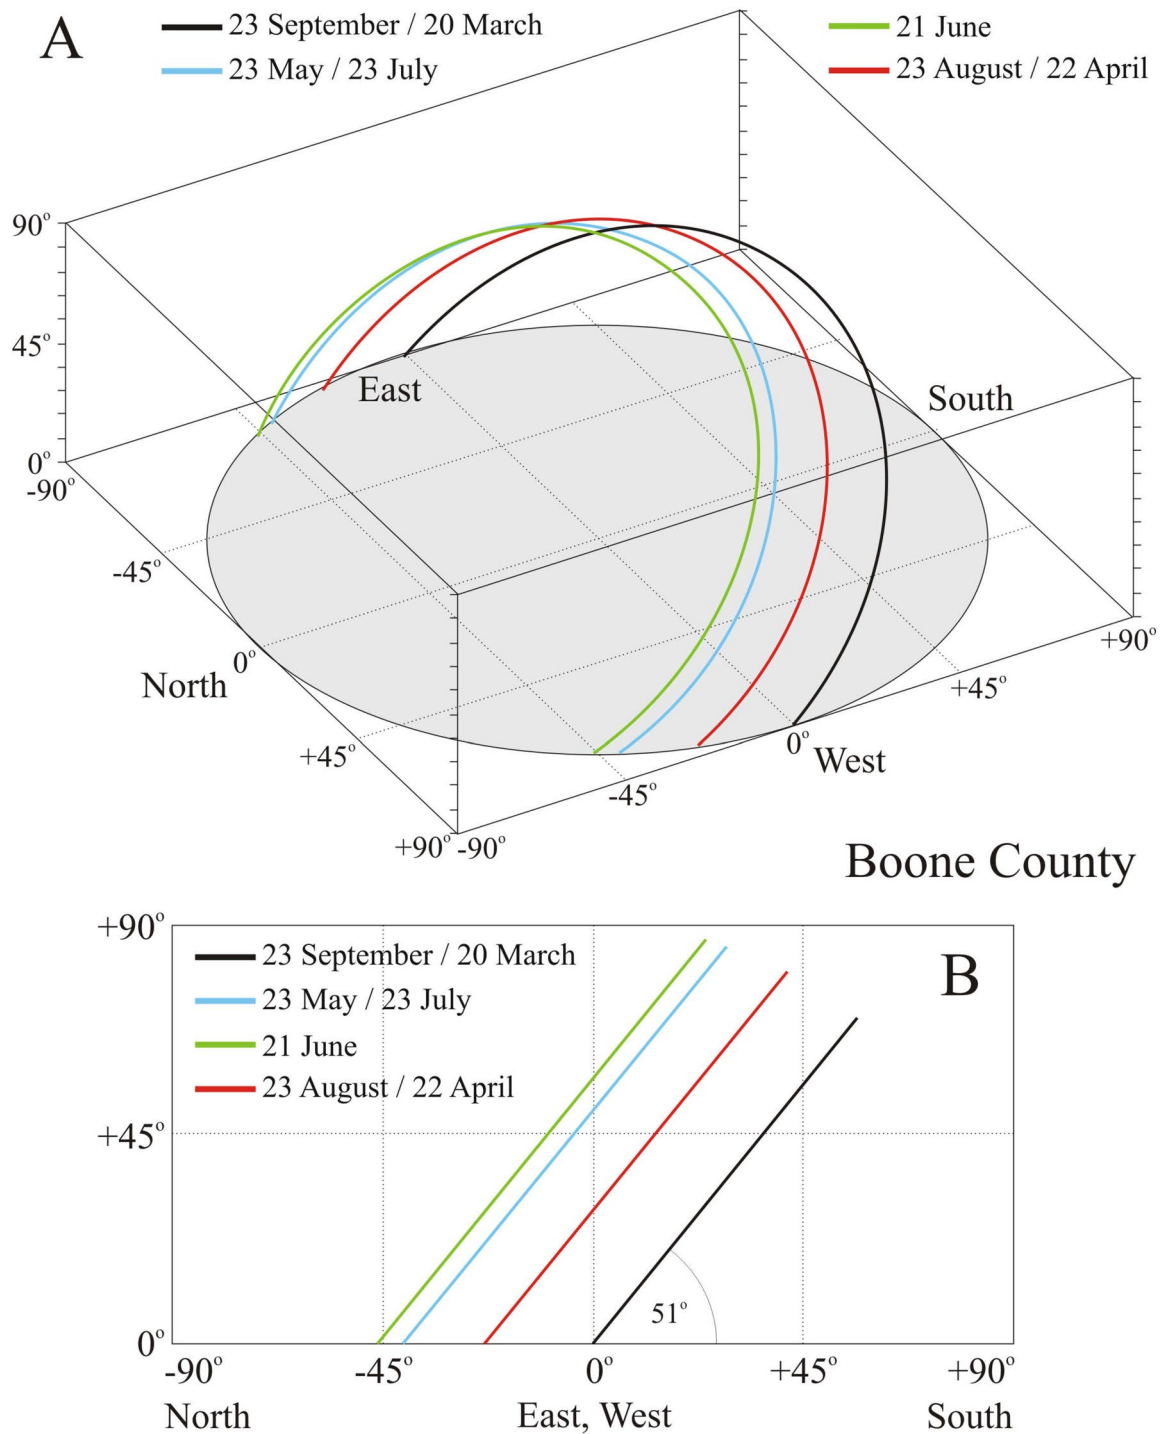 A
23 September / 20 March
21 June
23 May / 23 July
23 August / 22 April
90°
45°
0°
-90°
East
South
-45°
0°
North
+45°
+90°
-90°
-45°
0°
West
+45°
+90°
Boone County
+90°
23 September / 20 March
B
23 May / 23 July
21 June
23 August / 22 April
+45°
51°
0°
-90°
-45°
0°
+45°
+90°
North
East, West
South